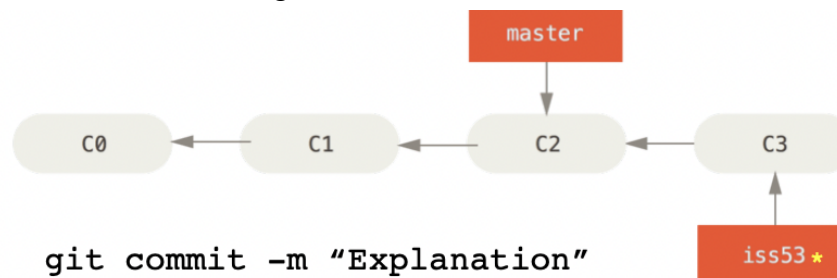 master
C0 C1 C2 C3
git commit -m “Explanation” iss53*